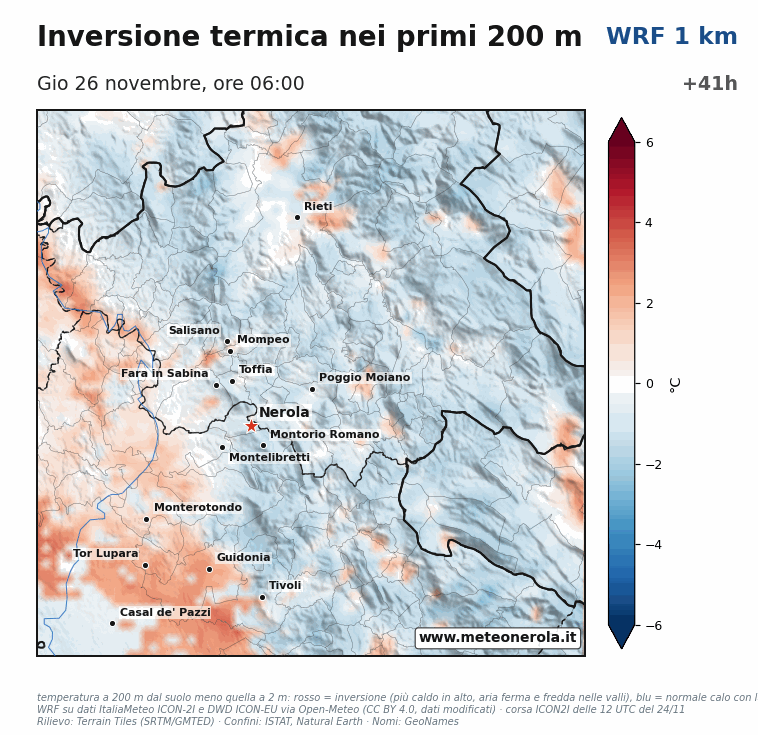 Inversione termica nei primi 200 m WRF 1 km
Gio 26 novembre, ore 06:00 +41h
Rieti
Salisano
Mompeo
Fara in Sabina
Toffia
Poggio Moiano
Nerola
Montorio Romano
Montelibretti
Monterotondo
Tor Lupara
Guidonia
Tivoli
Casal de' Pazzi
www.meteonerola.it
6
4
2
0
−2
−4
−6
°C
temperatura a 200 m dal suolo meno quella a 2 m: rosso = inversione (più caldo in alto, aria ferma e fredda nelle valli), blu = normale calo con l
WRF su dati ItaliaMeteo ICON-2I e DWD ICON-EU via Open-Meteo (CC BY 4.0, dati modificati) · corsa ICON2I delle 12 UTC del 24/11
Rilievo: Terrain Tiles (SRTM/GMTED) · Confini: ISTAT, Natural Earth · Nomi: GeoNames